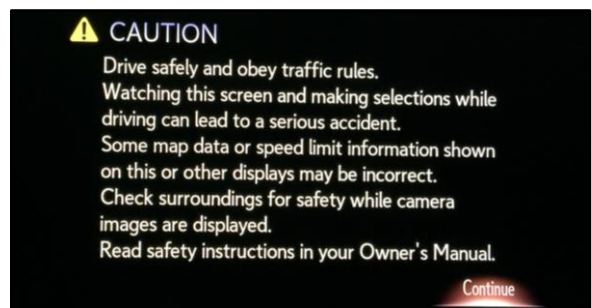 CAUTION
Drive safely and obey traffic rules.
Watching this screen and making selections while
driving can lead to a serious accident.
Some map data or speed limit information shown
on this or other displays may be incorrect.
Check surroundings for safety while camera
images are displayed.
Read safety instructions in your Owner's Manual.
Continue